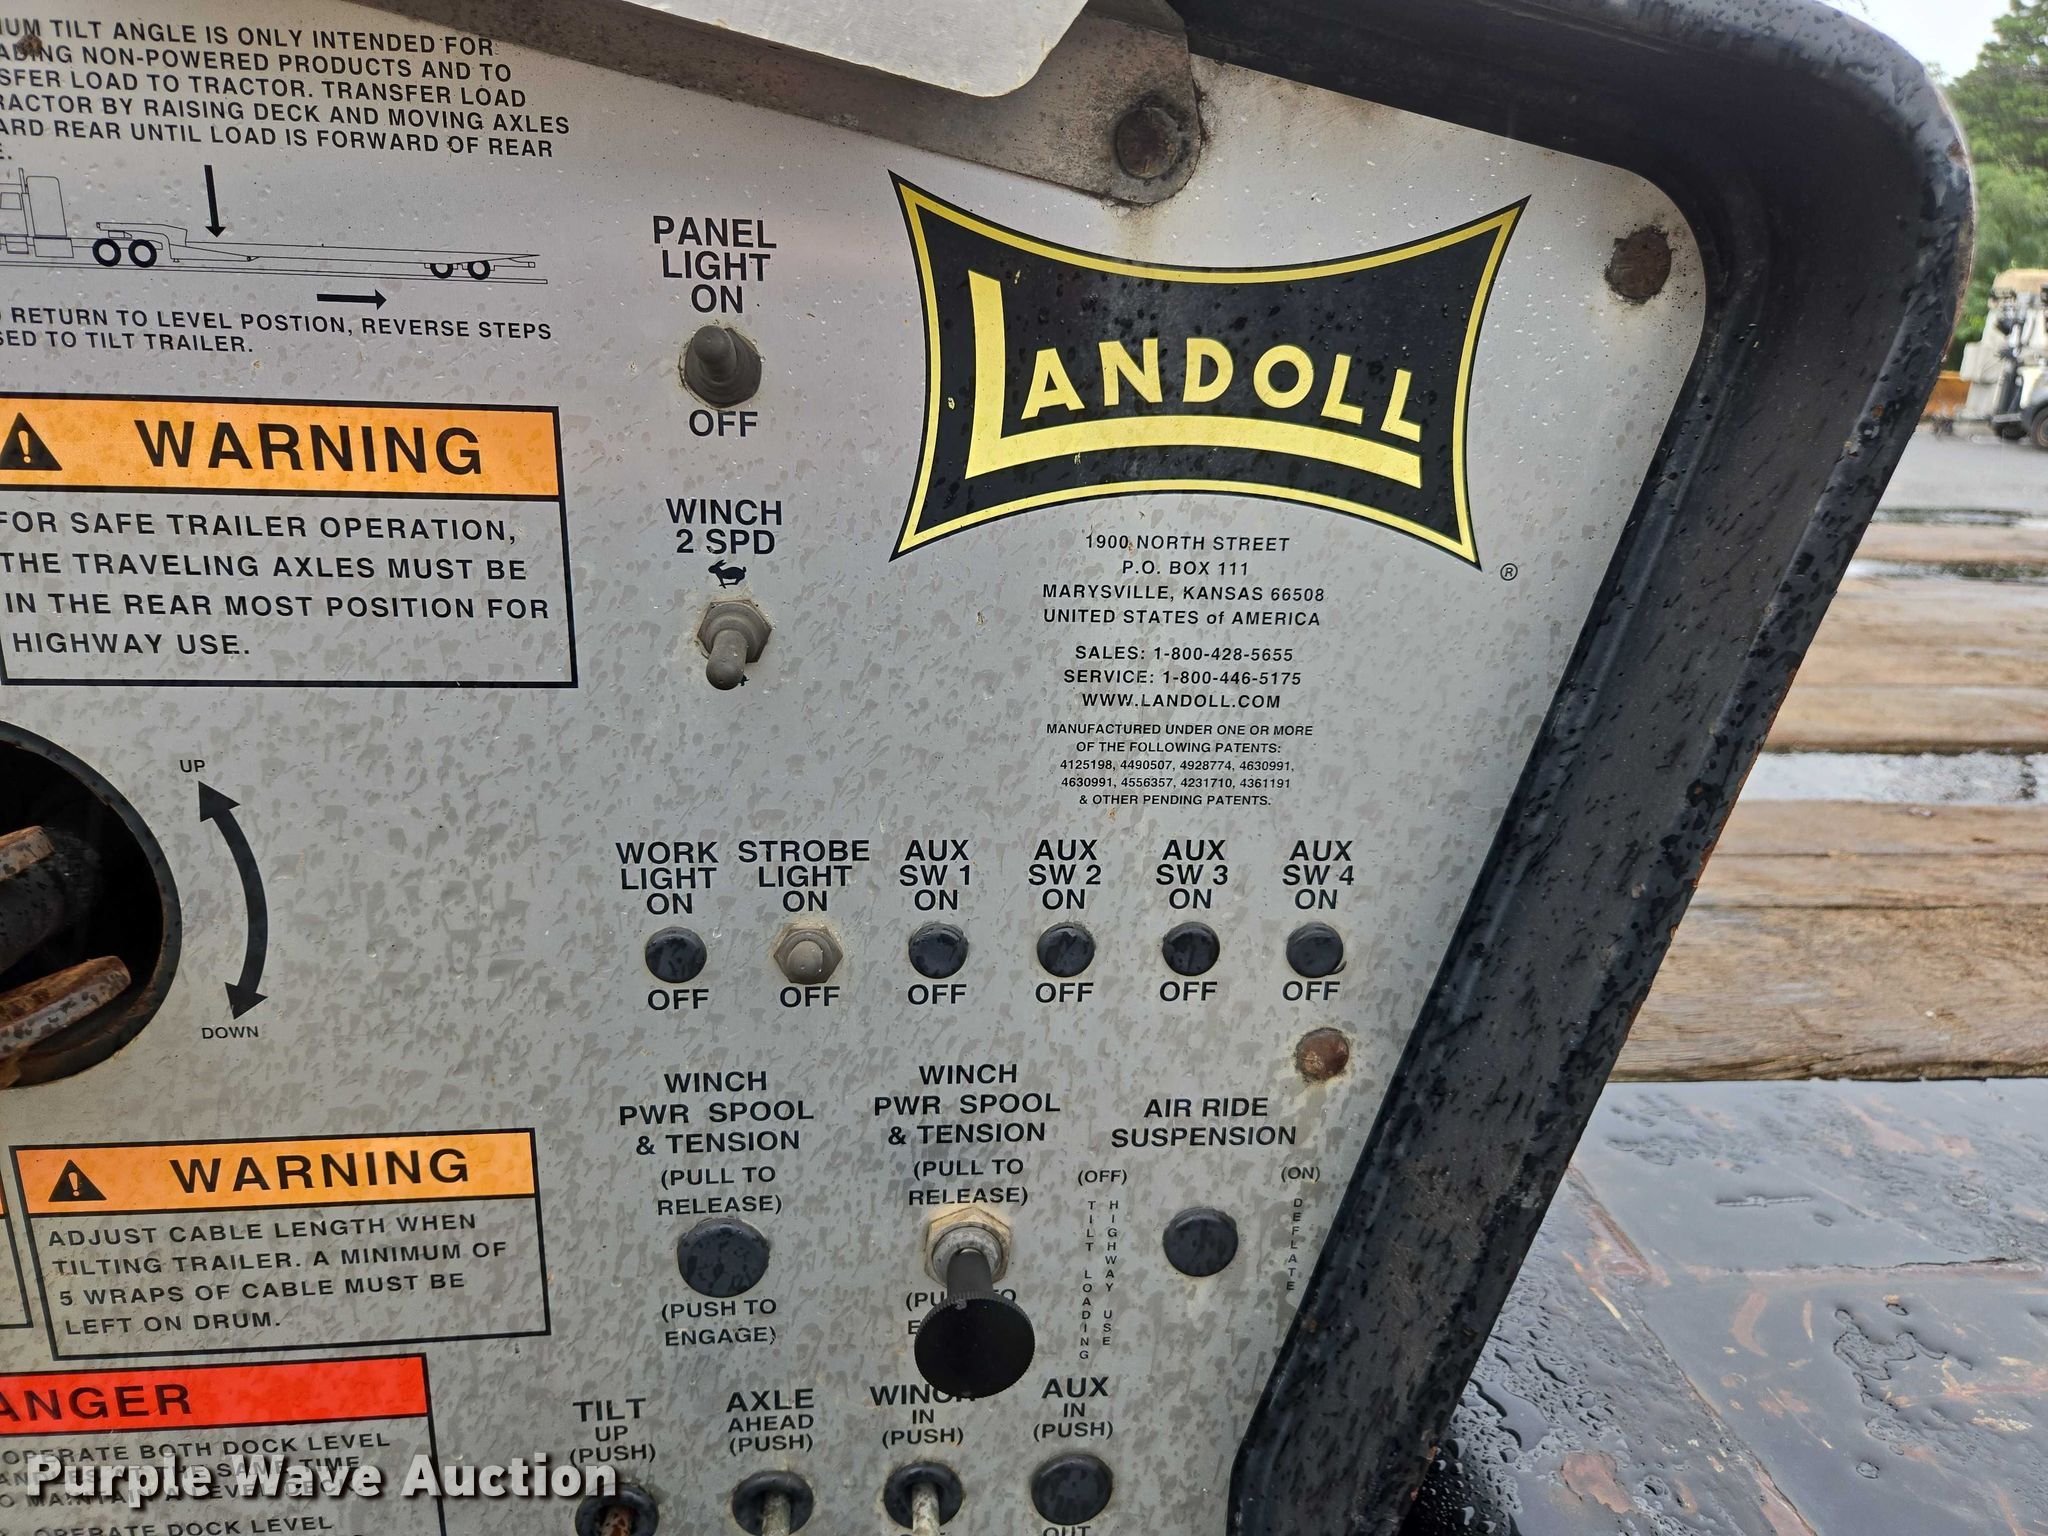 TILT ANGLE IS ONLY INTENDED FOR
NON-POWERED PRODUCTS AND TO
LOAD TO TRACTOR. TRANSFER LOAD
BY RAISING DECK AND MOVING AXLES
REAR UNTIL LOAD IS FORWARD OF REAR
RETURN TO LEVEL POSTION, REVERSE STEPS
TO TILT TRAILER.
WARNING
FOR SAFE TRAILER OPERATION,
THE TRAVELING AXLES MUST BE
IN THE REAR MOST POSITION FOR
HIGHWAY USE.
UP
DOWN
PANEL
LIGHT
ON
OFF
WINCH
2 SPD
LANDOLL
®
1900 NORTH STREET
P.O. BOX 111
MARYSVILLE, KANSAS 66508
UNITED STATES of AMERICA
SALES: 1-800-428-5655
SERVICE: 1-800-446-5175
WWW.LANDOLL.COM
MANUFACTURED UNDER ONE OR MORE
OF THE FOLLOWING PATENTS:
4125198, 4490507, 4928774, 4630991,
4630991, 4556357, 4231710, 4361191
& OTHER PENDING PATENTS.
WORK
LIGHT
ON
OFF
STROBE
LIGHT
ON
OFF
AUX
SW 1
ON
OFF
AUX
SW 2
ON
OFF
AUX
SW 3
ON
OFF
AUX
SW 4
ON
OFF
WINCH
PWR SPOOL
& TENSION
(PULL TO
RELEASE)
(PUSH TO
ENGAGE)
WINCH
PWR SPOOL
& TENSION
(PULL TO
RELEASE)
AIR RIDE
SUSPENSION
(OFF)
(ON)
TILT LOADING
HIGHWAY USE
DEFLATE
WARNING
ADJUST CABLE LENGTH WHEN
TILTING TRAILER. A MINIMUM OF
5 WRAPS OF CABLE MUST BE
LEFT ON DRUM.
ANGER
OPERATE BOTH DOCK LEVEL
SAME TIME
MAINTAIN A LEVEL
OPERATE DOCK LEVEL
TILT
UP
(PUSH)
AXLE
AHEAD
(PUSH)
WINCH
IN
(PUSH)
AUX
IN
(PUSH)
OUT
Purple Wave Auction